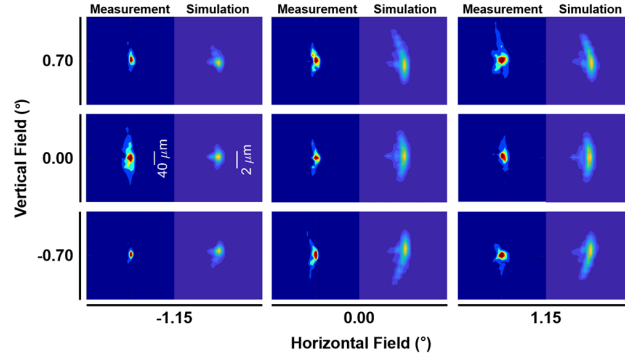 Measurement Simulation Measurement Simulation Measurement Simulation
0.70
0.00
40 μm
2 μm
-0.70
Vertical Field (°)
-1.15 0.00 1.15
Horizontal Field (°)